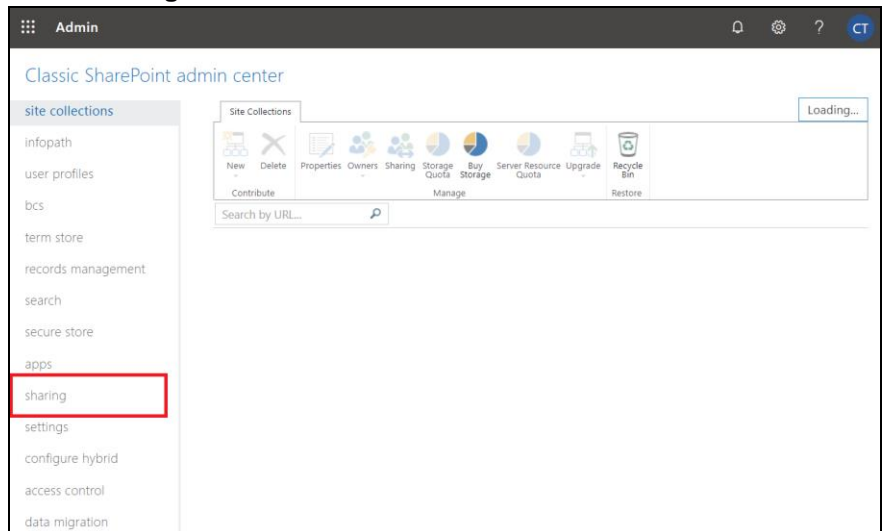 Admin
?
CT
Classic SharePoint admin center
site collections
infopath
user profiles
bcs
term store
records management
search
secure store
apps
sharing
settings
configure hybrid
access control
data migration
Site Collections
Loading...
New
Delete
Properties
Owners
Sharing
Storage Quota
Buy Storage
Server Resource Quota
Upgrade
Recycle Bin
Contribute
Manage
Restore
Search by URL...